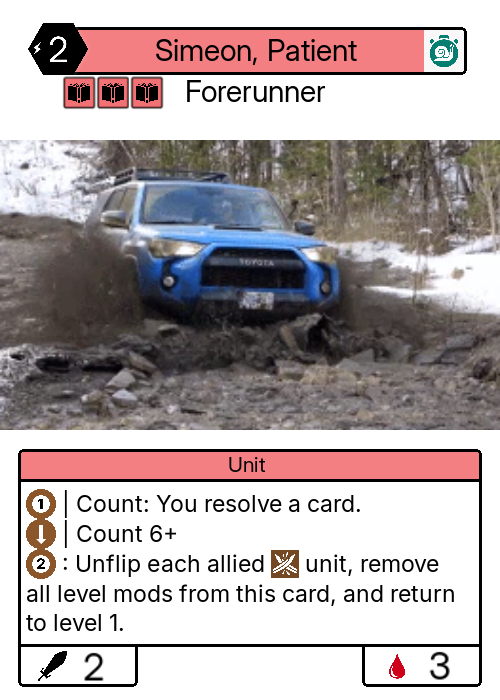 2
Simeon, Patient
Forerunner
TOYOTA
Unit
1 | Count: You resolve a card.
| Count 6+
2 : Unflip each allied unit, remove
all level mods from this card, and return
to level 1.
2
3